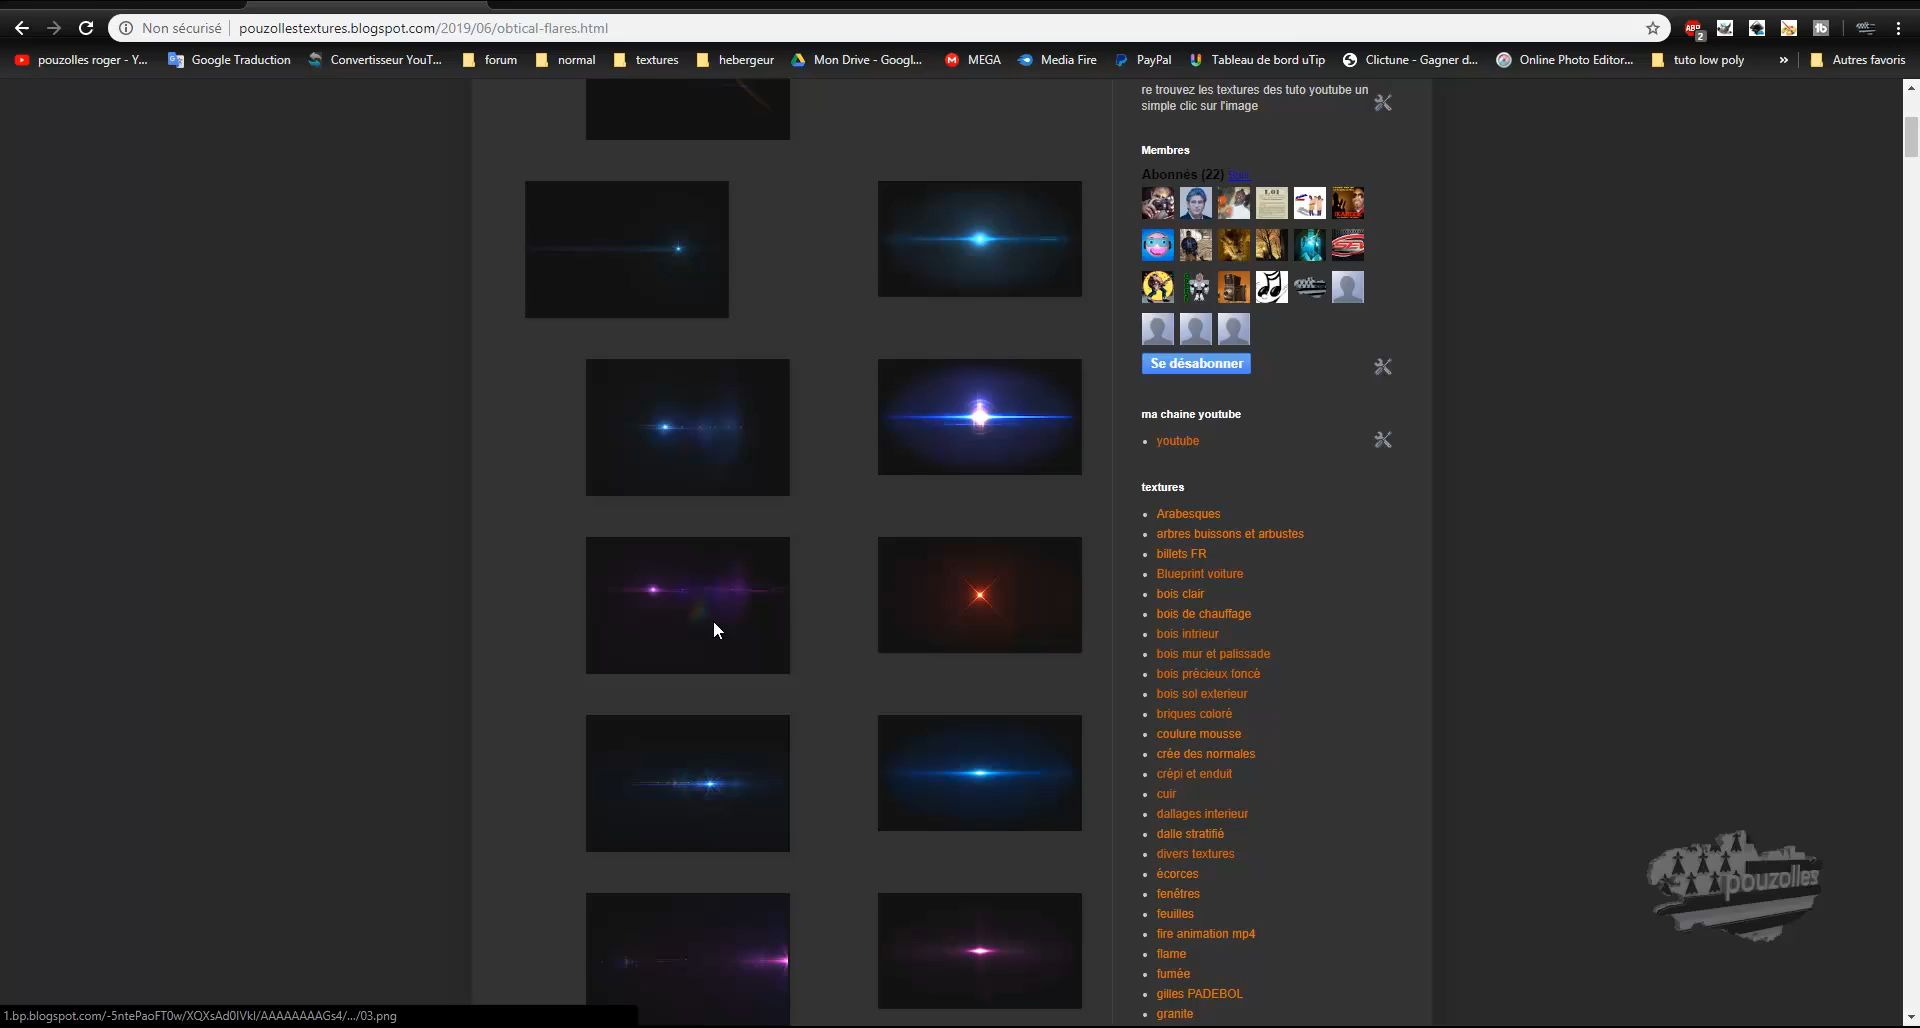 Non sécurisé
pouzollestextures.blogspot.com/2019/06/obtical-flares.html
ABP
2
pouzolles roger - Y...
Google Traduction
Convertisseur YouT...
forum
normal
textures
hebergeur
Mon Drive - Googl...
MEGA
Media Fire
PayPal
Tableau de bord uTip
Clictune - Gagner d...
Online Photo Editor...
tuto low poly
»
Autres favoris
re trouvez les textures des tuto youtube un
simple clic sur l'image
Membres
Abonnés (22)
Se désabonner
ma chaine youtube
youtube
textures
Arabesques
arbres buissons et arbustes
billets FR
Blueprint voiture
bois clair
bois de chauffage
bois intrieur
bois mur et palissade
bois précieux foncè
bois sol exterieur
briques coloré
coulure mousse
crée des normales
crépi et enduit
cuir
dallages interieur
dalle stratifié
divers textures
écorces
fenêtres
feuilles
fire animation mp4
flame
fumée
gilles PADEBOL
granite
pouzolles
1.bp.blogspot.com/-5ntePaoFT0w/XQXsAd0IVkI/AAAAAAAAGs4/.../03.png